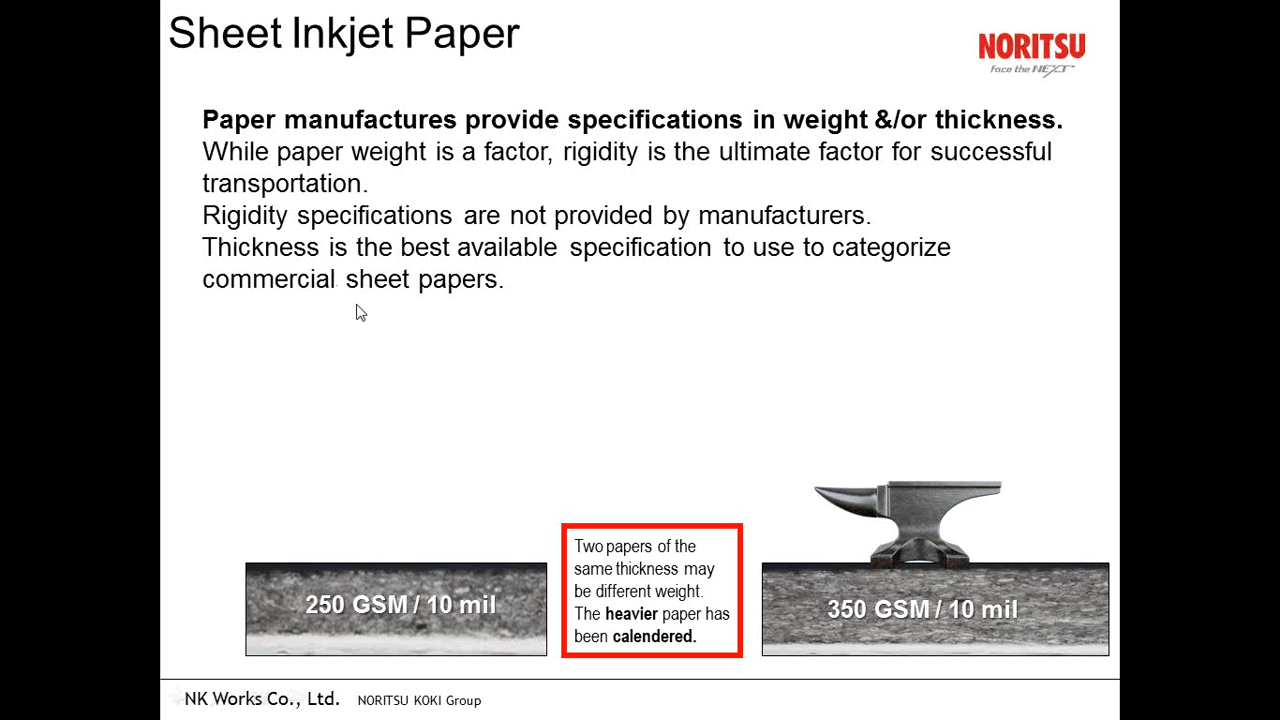 Sheet Inkjet Paper
NORITSU
face the NEXT
Paper manufactures provide specifications in weight &/or thickness.
While paper weight is a factor, rigidity is the ultimate factor for successful
transportation.
Rigidity specifications are not provided by manufacturers.
Thickness is the best available specification to use to categorize
commercial sheet papers.
Two papers of the
same thickness may
be different weight.
The heavier paper has
been calendered.
250 GSM / 10 mil
350 GSM / 10 mil
NK Works Co., Ltd. NORITSU KOKI Group